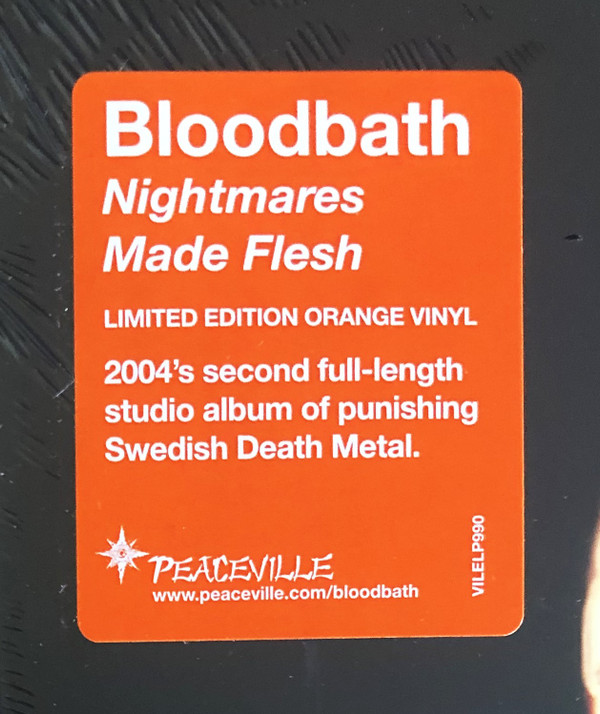 Bloodbath
Nightmares
Made Flesh
LIMITED EDITION ORANGE VINYL
2004's second full-length
studio album of punishing
Swedish Death Metal.
PEACEVILLE
www.peaceville.com/bloodbath
VILELP990